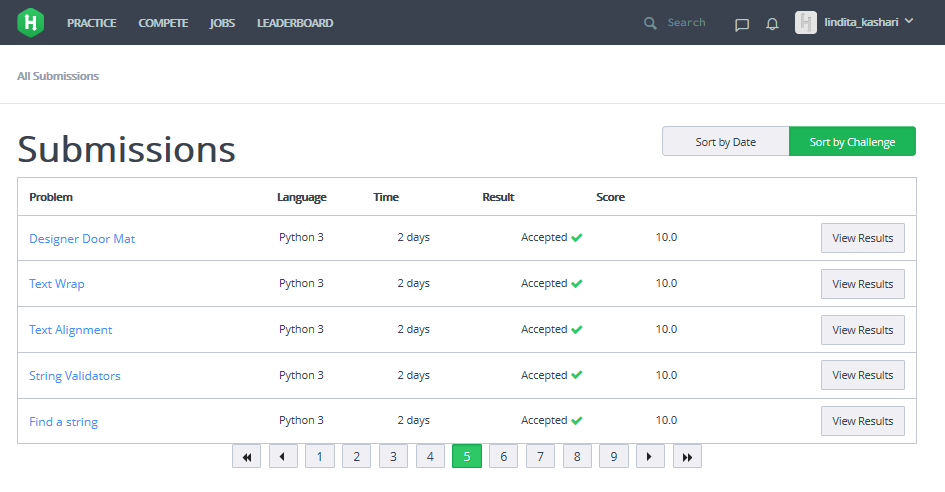 H PRACTICE COMPETE JOBS LEADERBOARD Search H lindita_kashari
All Submissions
Submissions
Sort by Date Sort by Challenge
Problem Language Time Result Score
Designer Door Mat Python 3 2 days Accepted 10.0 View Results
Text Wrap Python 3 2 days Accepted 10.0 View Results
Text Alignment Python 3 2 days Accepted 10.0 View Results
String Validators Python 3 2 days Accepted 10.0 View Results
Find a string Python 3 2 days Accepted 10.0 View Results
1 2 3 4 5 6 7 8 9